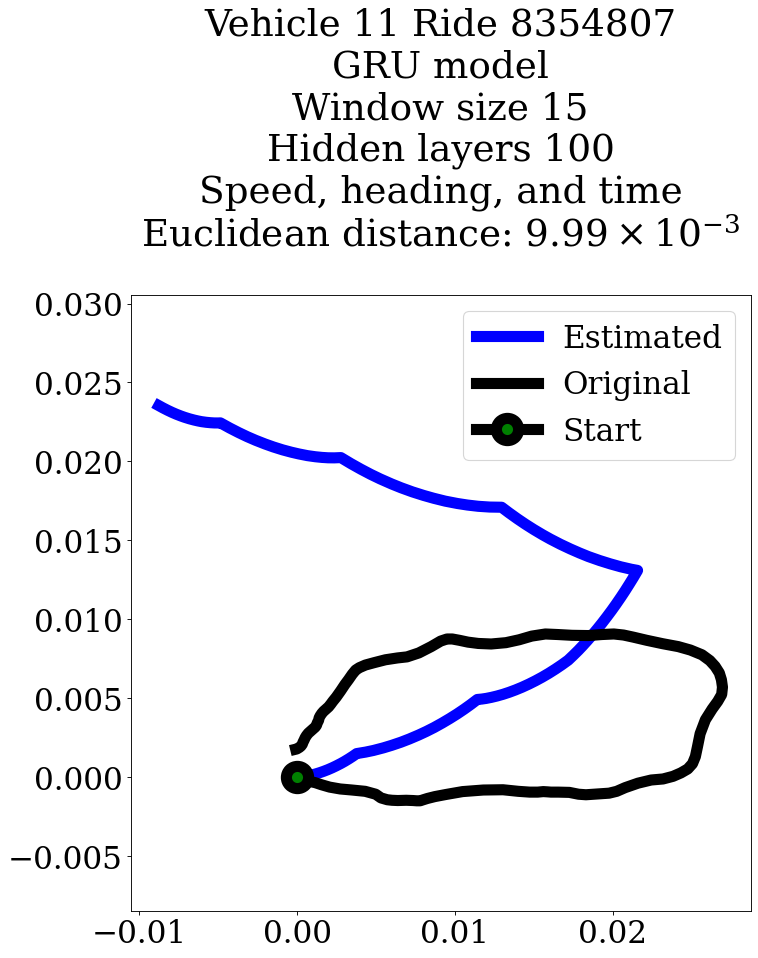 Vehicle 11 Ride 8354807
GRU model
Window size 15
Hidden layers 100
Speed, heading, and time
Euclidean distance: 9.99 × 10⁻³
0.030
Estimated
0.025
Original
0.020
Start
0.015
0.010
0.005
0.000
−0.005
−0.01 0.00 0.01 0.02